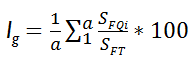 I_g = \frac{1}{a} \sum_{1}^{a} \frac{S_{FQi}}{S_{FT}} * 100